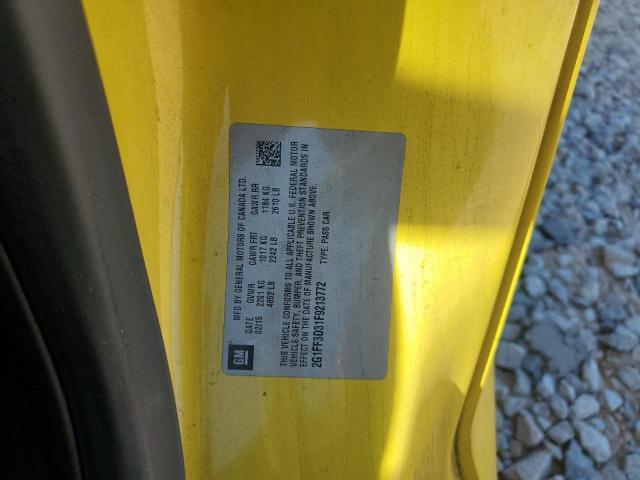 GM
MFD BY GENERAL MOTORS OF CANADA LTD.
DATE GVWR GAWR FRT GAWR RR
02/15 2201 KG 1017 KG 1184 KG
4852 LB 2242 LB 2610 LB
THIS VEHICLE CONFORMS TO ALL APPLICABLE U.S. FEDERAL MOTOR
VEHICLE SAFETY, BUMPER, AND THEFT PREVENTION STANDARDS IN
EFFECT ON THE DATE OF MANUFACTURE SHOWN ABOVE.
2G1FF3D31F9213772 TYPE: PASS CAR